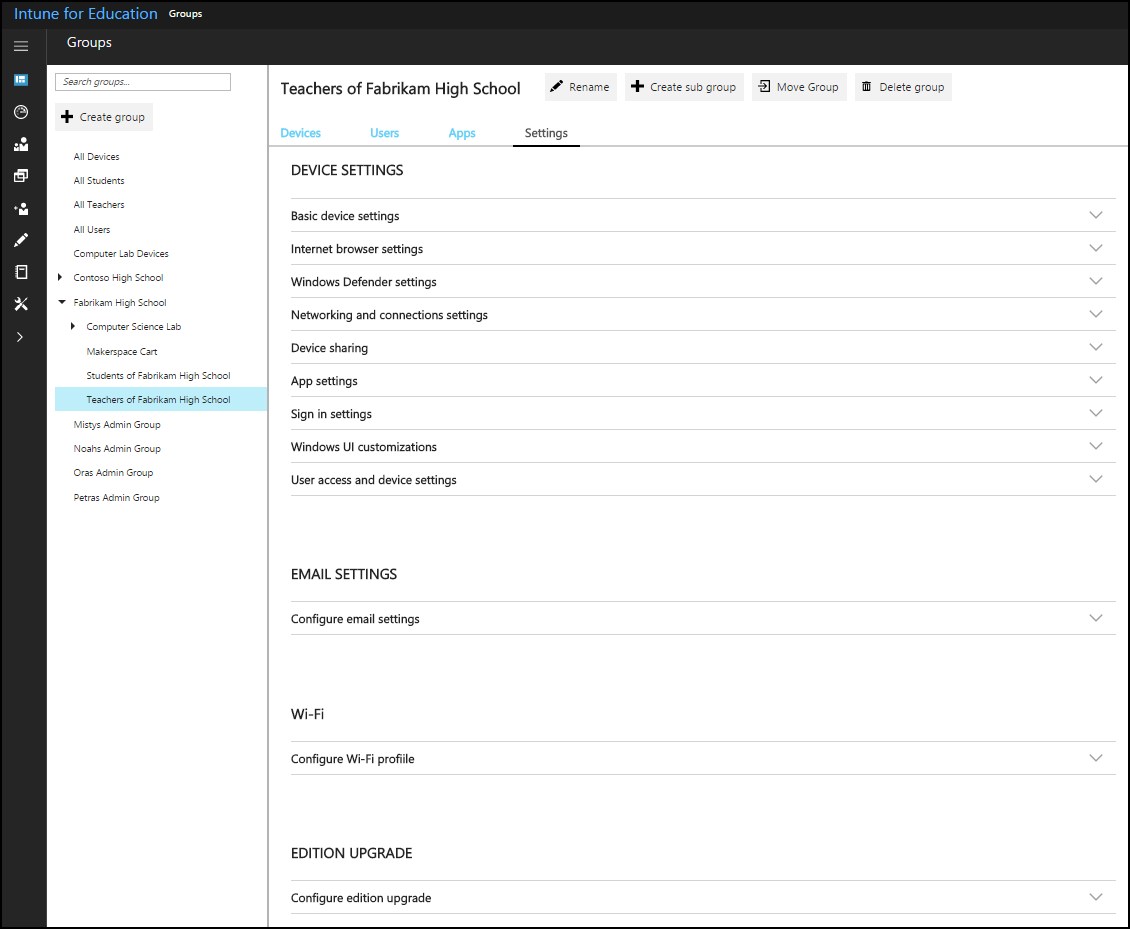 Intune for Education Groups
Groups
Search groups...
Create group
All Devices
All Students
All Teachers
All Users
Computer Lab Devices
Contoso High School
Fabrikam High School
Computer Science Lab
Makerspace Cart
Students of Fabrikam High School
Teachers of Fabrikam High School
Mistys Admin Group
Noahs Admin Group
Oras Admin Group
Petras Admin Group
Teachers of Fabrikam High School Rename Create sub group Move Group Delete group
Devices Users Apps Settings
DEVICE SETTINGS
Basic device settings
Internet browser settings
Windows Defender settings
Networking and connections settings
Device sharing
App settings
Sign in settings
Windows UI customizations
User access and device settings
EMAIL SETTINGS
Configure email settings
Wi-Fi
Configure Wi-Fi profiile
EDITION UPGRADE
Configure edition upgrade